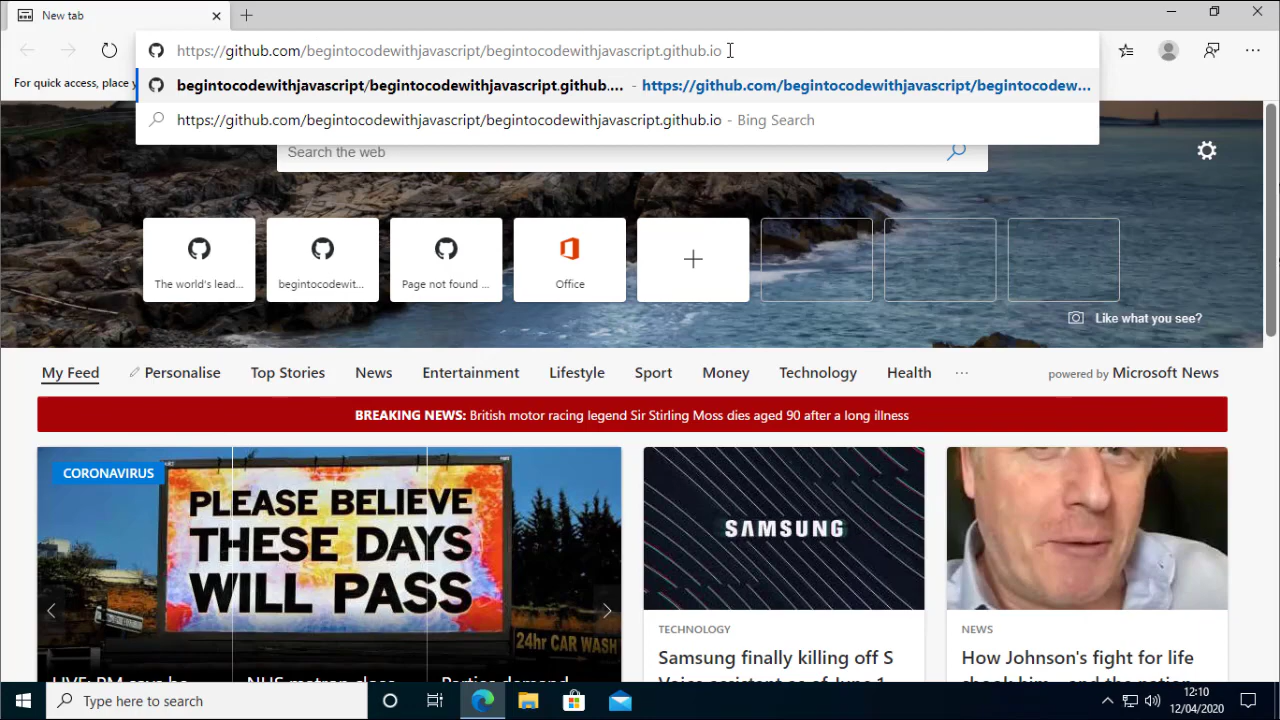 New tab
https://github.com/begintocodewithjavascript/begintocodewithjavascript.github.io
For quick access, place y
begintocodewithjavascript/begintocodewithjavascript.github.... - https://github.com/begintocodewithjavascript/begintocodew...
https://github.com/begintocodewithjavascript/begintocodewithjavascript.github.io - Bing Search
Search the web
The world's lead...
begintocodewit...
Page not found ...
Office
Like what you see?
My Feed
Personalise
Top Stories
News
Entertainment
Lifestyle
Sport
Money
Technology
Health
powered by Microsoft News
BREAKING NEWS: British motor racing legend Sir Stirling Moss dies aged 90 after a long illness
CORONAVIRUS
PLEASE BELIEVE
THESE DAYS
WILL PASS
24hr CAR WASH
SAMSUNG
TECHNOLOGY
Samsung finally killing off S
Voice assistant as of June 1
NEWS
How Johnson's fight for life
shook him – and the nation
LIVE: PM says he
NHS matron close
Parties demand
Type here to search
12:10
12/04/2020